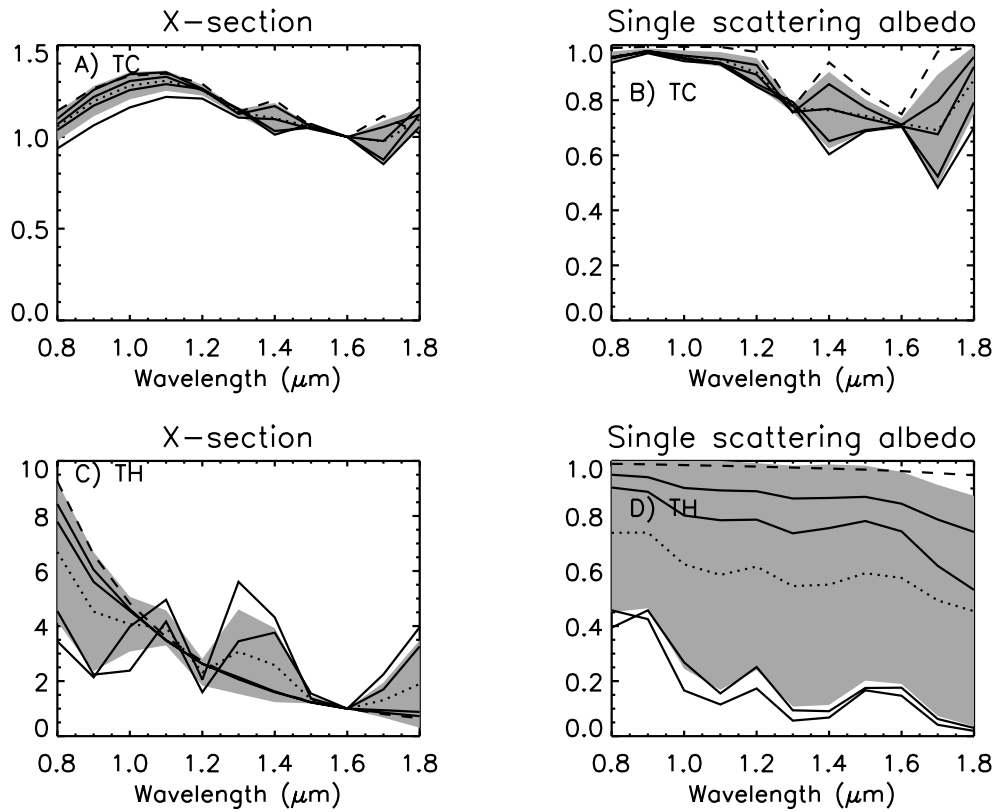 X-section
A) TC
1.5
1.0
0.5
0.0
0.8 1.0 1.2 1.4 1.6 1.8
Wavelength (μm)
Single scattering albedo
B) TC
1.0
0.8
0.6
0.4
0.2
0.0
0.8 1.0 1.2 1.4 1.6 1.8
Wavelength (μm)
X-section
C) TH
10
8
6
4
2
0
0.8 1.0 1.2 1.4 1.6 1.8
Wavelength (μm)
Single scattering albedo
D) TH
1.0
0.8
0.6
0.4
0.2
0.0
0.8 1.0 1.2 1.4 1.6 1.8
Wavelength (μm)